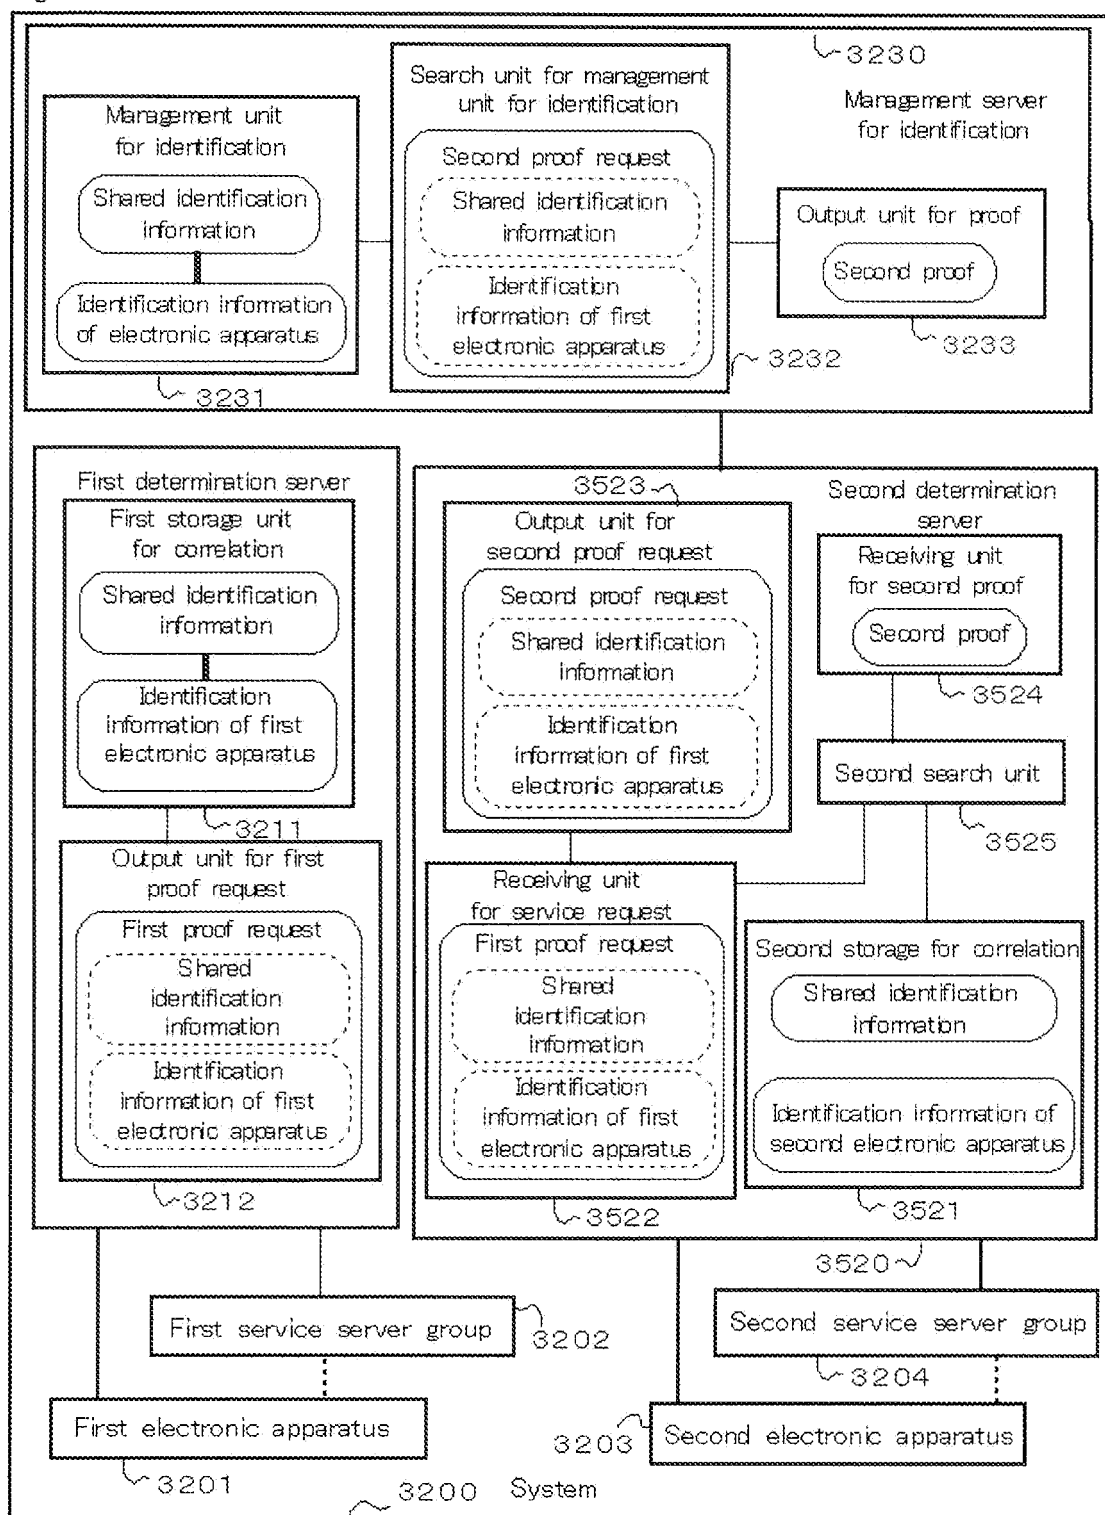 3230
Management server
for identification
Search unit for management
unit for identification
Second proof request
Shared identification
information
Identification
information of first
electronic apparatus
3232
Management unit
for identification
Shared identification
information
Identification information
of electronic apparatus
3231
Output unit for proof
Second proof
3233
First determination server
First storage unit
for correlation
Shared identification
information
Identification
information of first
electronic apparatus
3211
Output unit for first
proof request
First proof request
Shared
identification
information
Identification
information of first
electronic apparatus
3212
3523
Output unit for
second proof request
Second proof request
Shared identification
information
Identification
information of first
electronic apparatus
Second determination
server
Receiving unit
for second proof
Second proof
3524
Second search unit
3525
Receiving unit
for service request
First proof request
Shared
identification
information
Identification
information of first
electronic apparatus
3522
Second storage for correlation
Shared identification
information
Identification information of
second electronic apparatus
3521
3520
First service server group
3202
Second service server group
3204
First electronic apparatus
3201
3203
Second electronic apparatus
3200 System